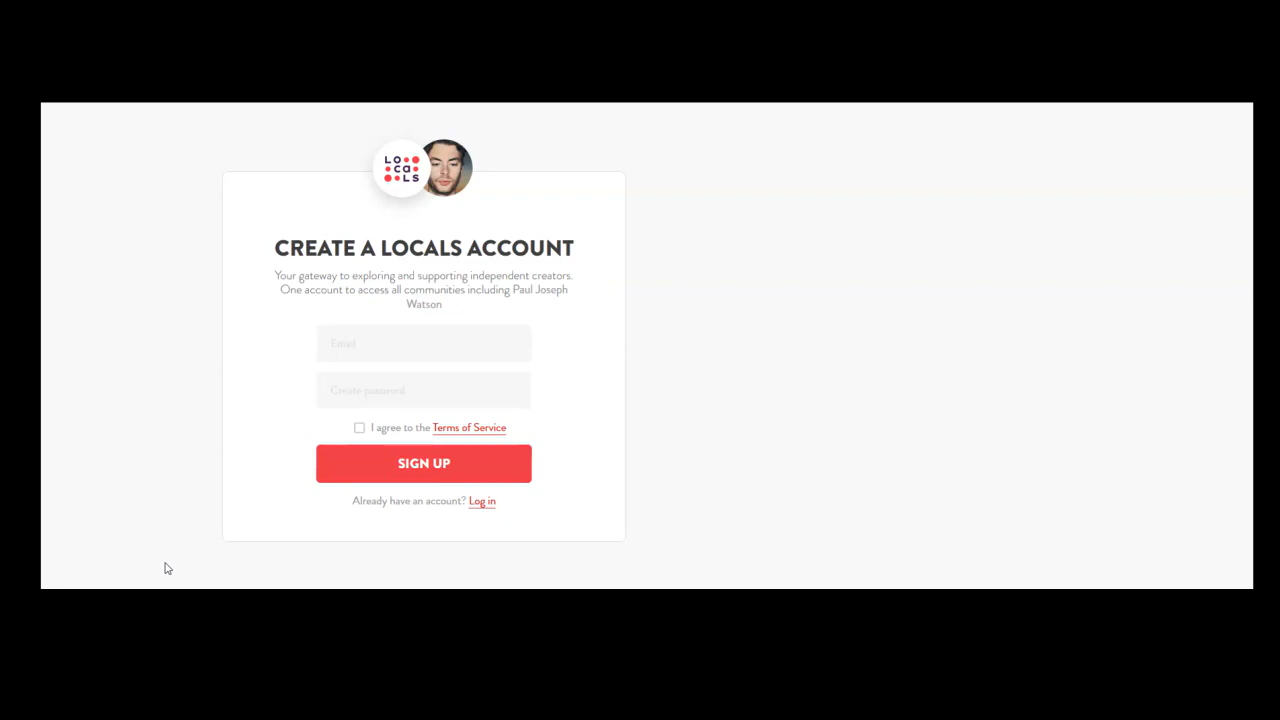 LO
ca
LS
CREATE A LOCALS ACCOUNT
Your gateway to exploring and supporting independent creators.
One account to access all communities including Paul Joseph
Watson
Email
Create password
I agree to the Terms of Service
SIGN UP
Already have an account? Log in